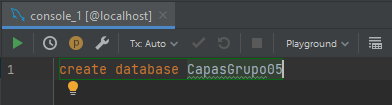 console_1 [@localhost]
Tx: Auto
Playground
1 create database CapasGrupo05